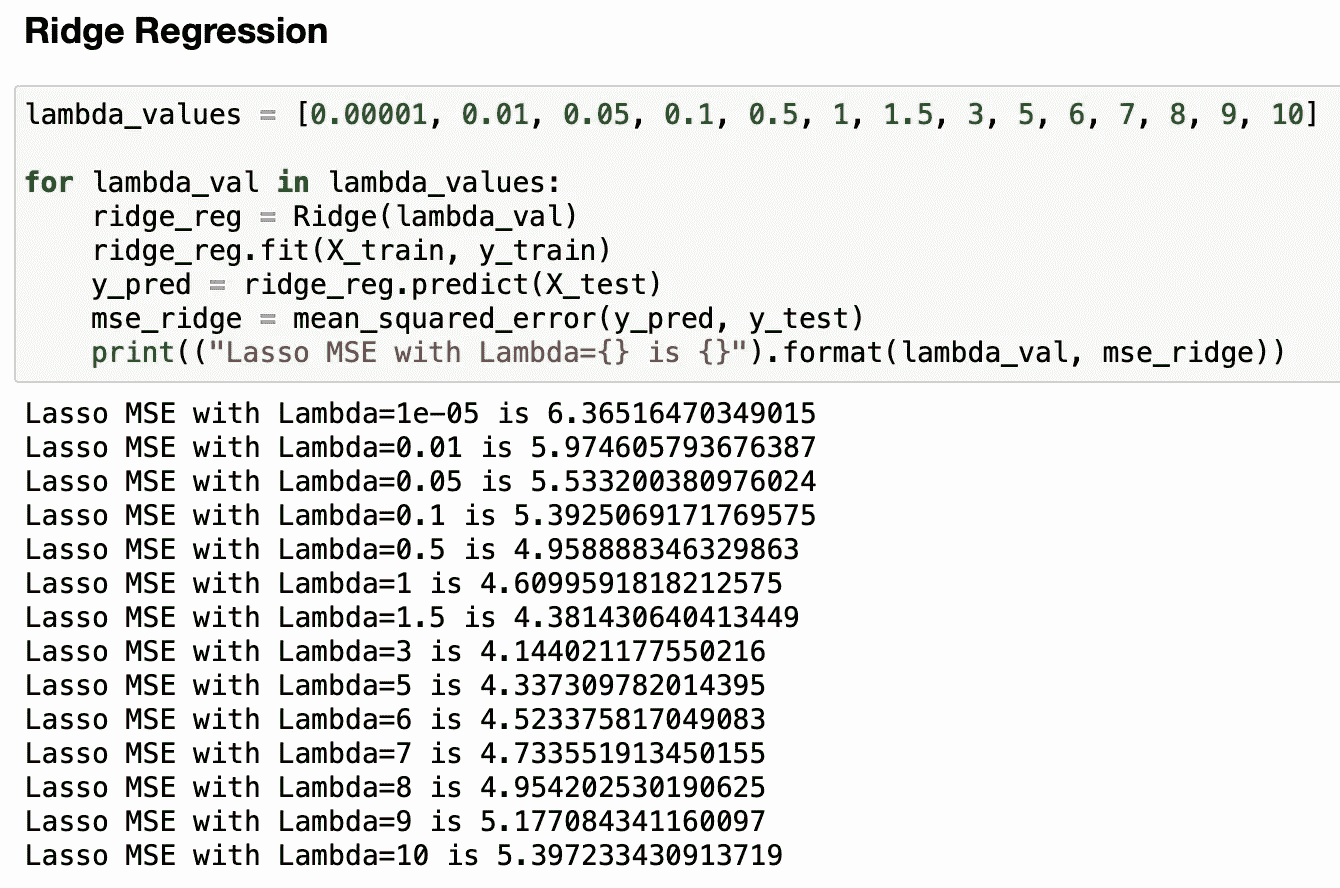 Ridge Regression
lambda_values = [0.00001, 0.01, 0.05, 0.1, 0.5, 1, 1.5, 3, 5, 6, 7, 8, 9, 10]
for lambda_val in lambda_values:
    ridge_reg = Ridge(lambda_val)
    ridge_reg.fit(X_train, y_train)
    y_pred = ridge_reg.predict(X_test)
    mse_ridge = mean_squared_error(y_pred, y_test)
    print(("Lasso MSE with Lambda={} is {}").format(lambda_val, mse_ridge))
Lasso MSE with Lambda=1e-05 is 6.36516470349015
Lasso MSE with Lambda=0.01 is 5.974605793676387
Lasso MSE with Lambda=0.05 is 5.533200380976024
Lasso MSE with Lambda=0.1 is 5.3925069171769575
Lasso MSE with Lambda=0.5 is 4.958888346329863
Lasso MSE with Lambda=1 is 4.6099591818212575
Lasso MSE with Lambda=1.5 is 4.381430640413449
Lasso MSE with Lambda=3 is 4.144021177550216
Lasso MSE with Lambda=5 is 4.337309782014395
Lasso MSE with Lambda=6 is 4.523375817049083
Lasso MSE with Lambda=7 is 4.733551913450155
Lasso MSE with Lambda=8 is 4.954202530190625
Lasso MSE with Lambda=9 is 5.177084341160097
Lasso MSE with Lambda=10 is 5.397233430913719